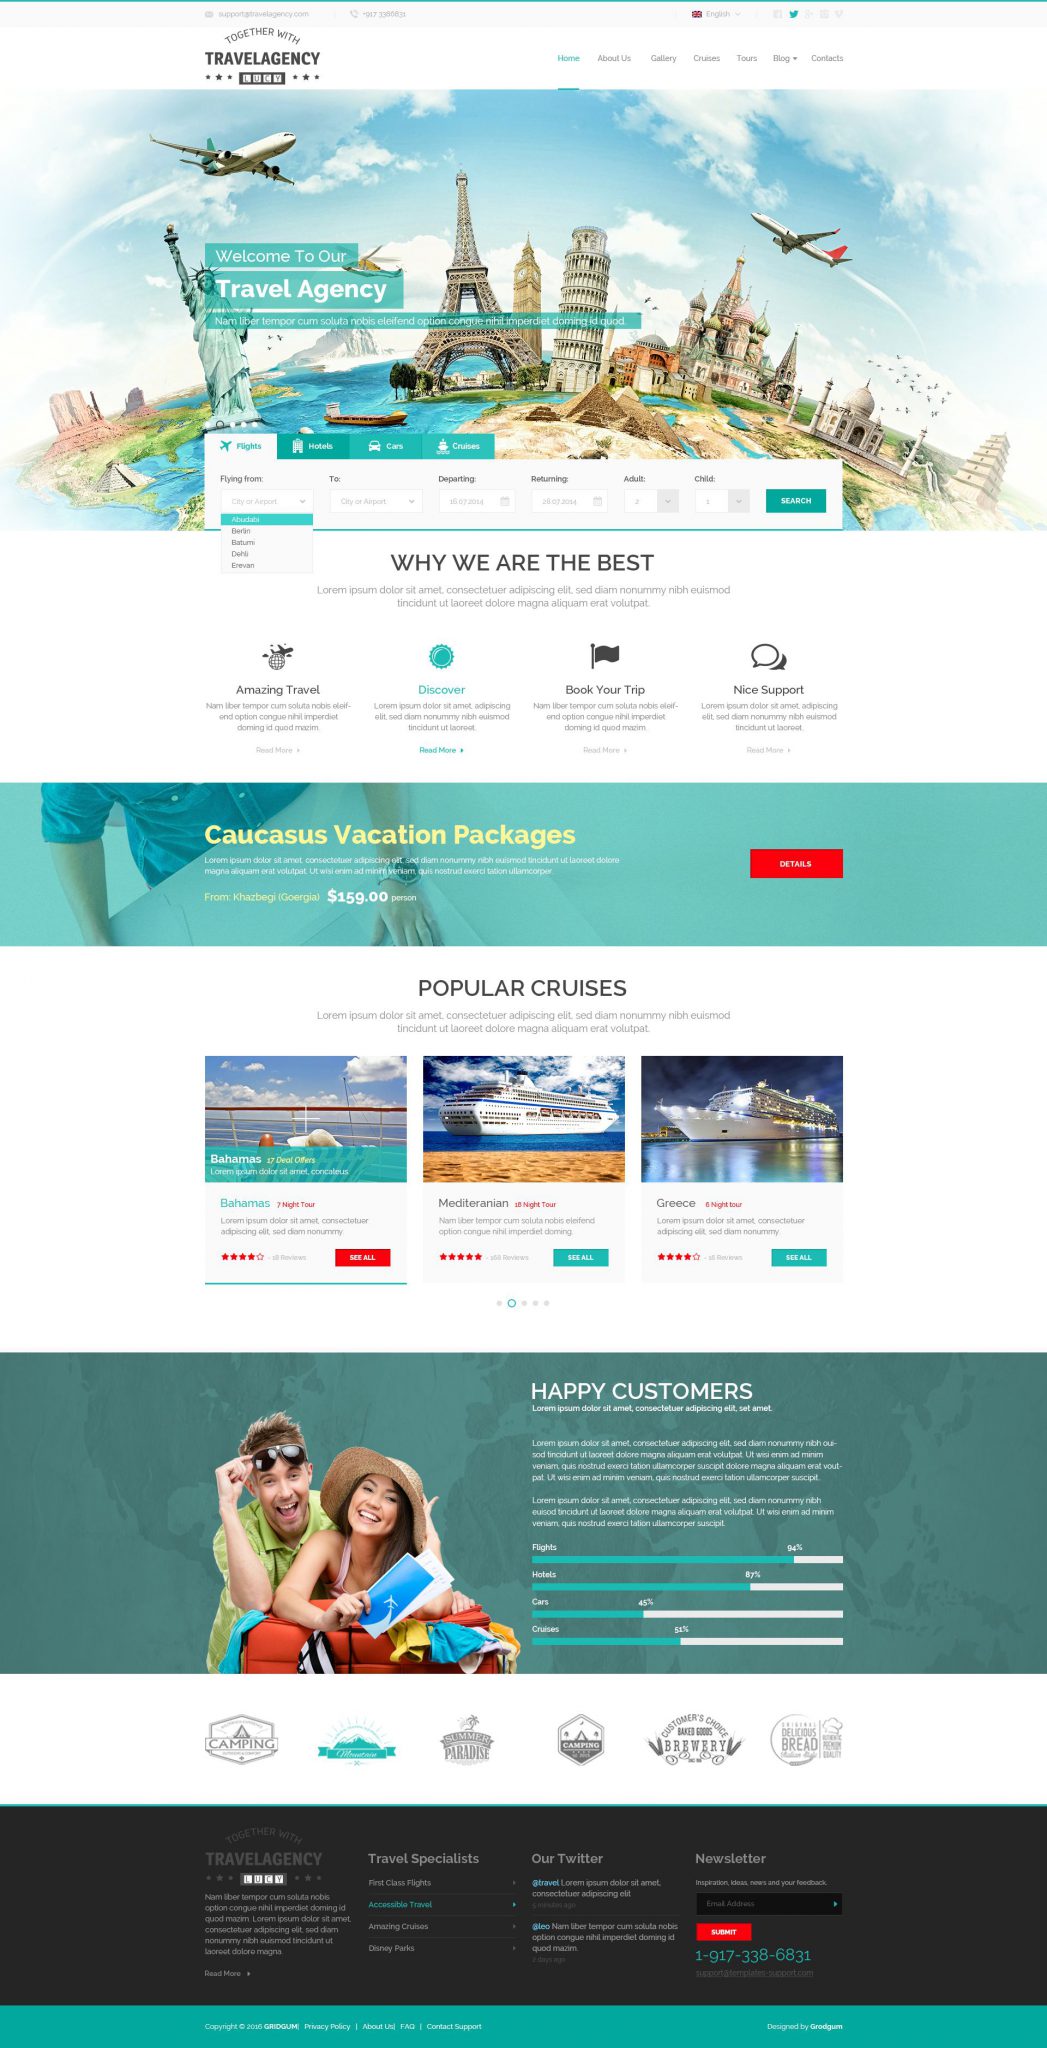 support@travelagency.com
+917 3386831
English
TOGETHER WITH
TRAVELAGENCY
LUCY
Home
About Us
Gallery
Cruises
Tours
Blog
Contacts
Welcome To Our
Travel Agency
Nam liber tempor cum soluta nobis eleifend option congue nihil imperdiet doming id quod.
Flights
Hotels
Cars
Cruises
Flying from:
To:
Departing:
Returning:
Adult:
Child:
City or Airport
City or Airport
16.07.2014
26.07.2014
2
1
SEARCH
Abudabi
Berlin
Batumi
Dehli
Erevan
WHY WE ARE THE BEST
Lorem ipsum dolor sit amet, consectetuer adipiscing elit, sed diam nonummy nibh euismod
tincidunt ut laoreet dolore magna aliquam erat volutpat.
Amazing Travel
Nam liber tempor cum soluta nobis eleif-
end option congue nihil imperdiet
doming id quod mazim.
Read More
Discover
Lorem ipsum dolor sit amet, adipiscing
elit, sed diam nonummy nibh euismod
tincidunt ut laoreet.
Read More
Book Your Trip
Nam liber tempor cum soluta nobis eleif-
end option congue nihil imperdiet
doming id quod mazim.
Read More
Nice Support
Lorem ipsum dolor sit amet, adipiscing
elit, sed diam nonummy nibh euismod
tincidunt ut laoreet.
Read More
Caucasus Vacation Packages
Lorem ipsum dolor sit amet, consectetuer adipiscing elit, sed diam nonummy nibh euismod tincidunt ut laoreet dolore
magna aliquam erat volutpat. Ut wisi enim ad minim veniam, quis nostrud exerci tation ullamcorper.
From: Khazbegi (Goergia) $159.00 person
DETAILS
POPULAR CRUISES
Lorem ipsum dolor sit amet, consectetuer adipiscing elit, sed diam nonummy nibh euismod
tincidunt ut laoreet dolore magna aliquam erat volutpat.
Bahamas 17 Deal Offers
Lorem ipsum dolor sit amet, concateus
Bahamas 7 Night Tour
Lorem ipsum dolor sit amet, consectetuer
adipiscing elit, sed diam nonummy
- 18 Reviews
SEE ALL
Mediteranian 18 Night Tour
Nam liber tempor cum soluta nobis eleifend
option congue nihil imperdiet doming
- 168 Reviews
SEE ALL
Greece 6 Night tour
Lorem ipsum dolor sit amet, consectetuer
adipiscing elit, sed diam nonummy
- 18 Reviews
SEE ALL
HAPPY CUSTOMERS
Lorem ipsum dolor sit amet, consectetuer adipiscing elit, set amet.
Lorem ipsum dolor sit amet, consectetuer adipiscing elit, sed diam nonummy nibh oui-
sod tincidunt ut laoreet dolore magna aliquam erat volutpat. Ut wisi enim ad minim
veniam, quis nostrud exerci tation ullamcorper suscipit dolore magna aliquam erat vout-
pat. Ut wisi enim ad minim veniam, quis nostrud exerci tation ullamcorper suscipit.
Lorem ipsum dolor sit amet, consectetuer adipiscing elit, sed diam nonummy nibh
euisod tincidunt ut laoreet dolore magna aliquam erat volutpat. Ut wisi enim ad minim
veniam, quis nostrud exerci tation ullamcorper suscipit.
Flights 94%
Hotels 87%
Cars 45%
Cruises 51%
CAMPING
OUTDOORS & COMFORT
Mountain
SUMMER
PARADISE
CAMPING
CUSTOMER'S CHOICE
BAKED GOODS
BREWERY
ORIGINAL
DELICIOUS
BREAD
Italian Style
AUTHENTIC
PREMIUM
QUALITY
TOGETHER WITH
TRAVELAGENCY
LUCY
Nam liber tempor cum soluta nobis
option congue nihil imperdiet doming id
quod mazim. Lorem ipsum dolor sit amet,
consectetuer adipiscing elit, sed diam
nonummy nibh euismod tincidunt ut
laoreet dolore magna.
Read More
Travel Specialists
First Class Flights
Accessible Travel
Amazing Cruises
Disney Parks
Our Twitter
@travel Lorem ipsum dolor sit amet,
consectetuer adipiscing elit
5 minutes ago
@leo Nam liber tempor cum soluta nobis
option congue nihil imperdiet doming id
quod mazim.
2 days ago
Newsletter
Inspiration, ideas, news and your feedback.
Email Address
SUBMIT
1-917-338-6831
support@templates-support.com
Copyright © 2016 GRIDGUM| Privacy Policy | About Us| FAQ | Contact Support
Designed by Grodgum